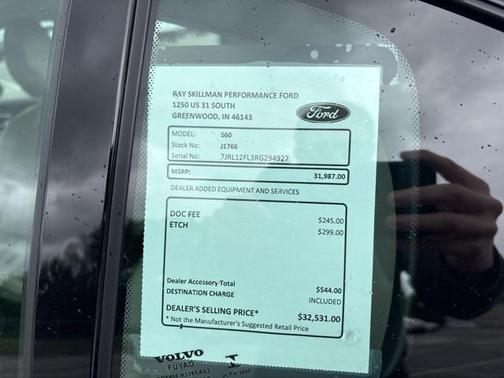 RAY SKILLMAN PERFORMANCE FORD
1250 US 31 SOUTH
GREENWOOD, IN 46143
Ford
MODEL: S60
Stock No: J1766
Serial No: 7JRL12FL3RG294927
MSRP: 31,987.00
DEALER ADDED EQUIPMENT AND SERVICES
DOC FEE $245.00
ETCH $299.00
Dealer Accessory Total $544.00
DESTINATION CHARGE INCLUDED
DEALER'S SELLING PRICE* $32,531.00
* Not the Manufacturer's Suggested Retail Price
VOLVO
FUYAO